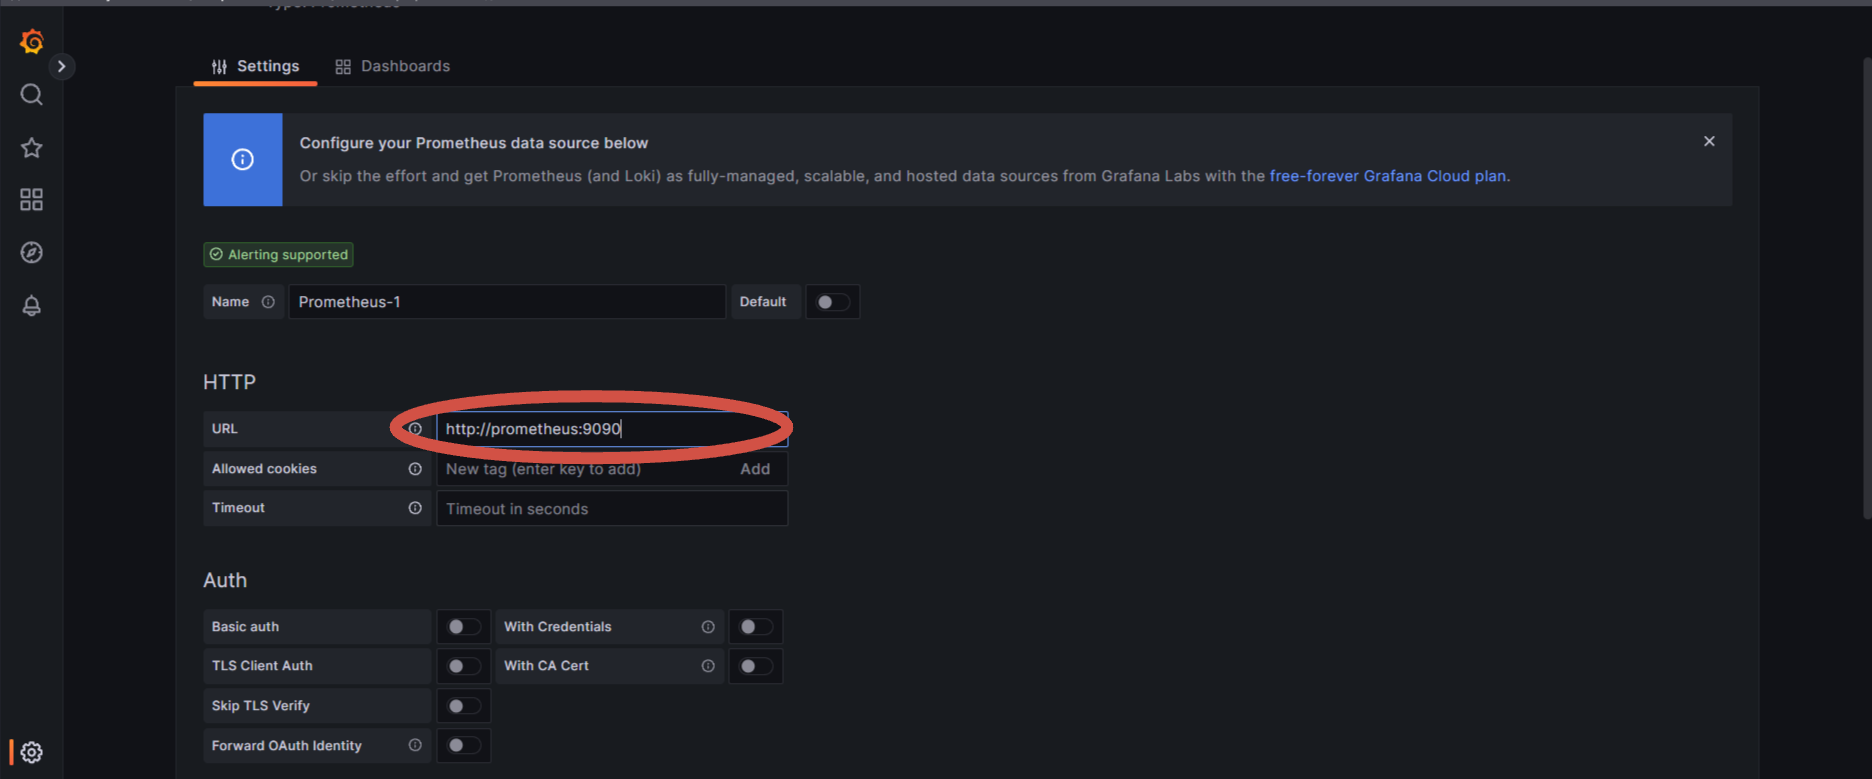 Settings
Dashboards
Configure your Prometheus data source below
Or skip the effort and get Prometheus (and Loki) as fully-managed, scalable, and hosted data sources from Grafana Labs with the free-forever Grafana Cloud plan.
Alerting supported
Name
Prometheus-1
Default
HTTP
URL
http://prometheus:9090
Allowed cookies
New tag (enter key to add)
Add
Timeout
Timeout in seconds
Auth
Basic auth
With Credentials
TLS Client Auth
With CA Cert
Skip TLS Verify
Forward OAuth Identity